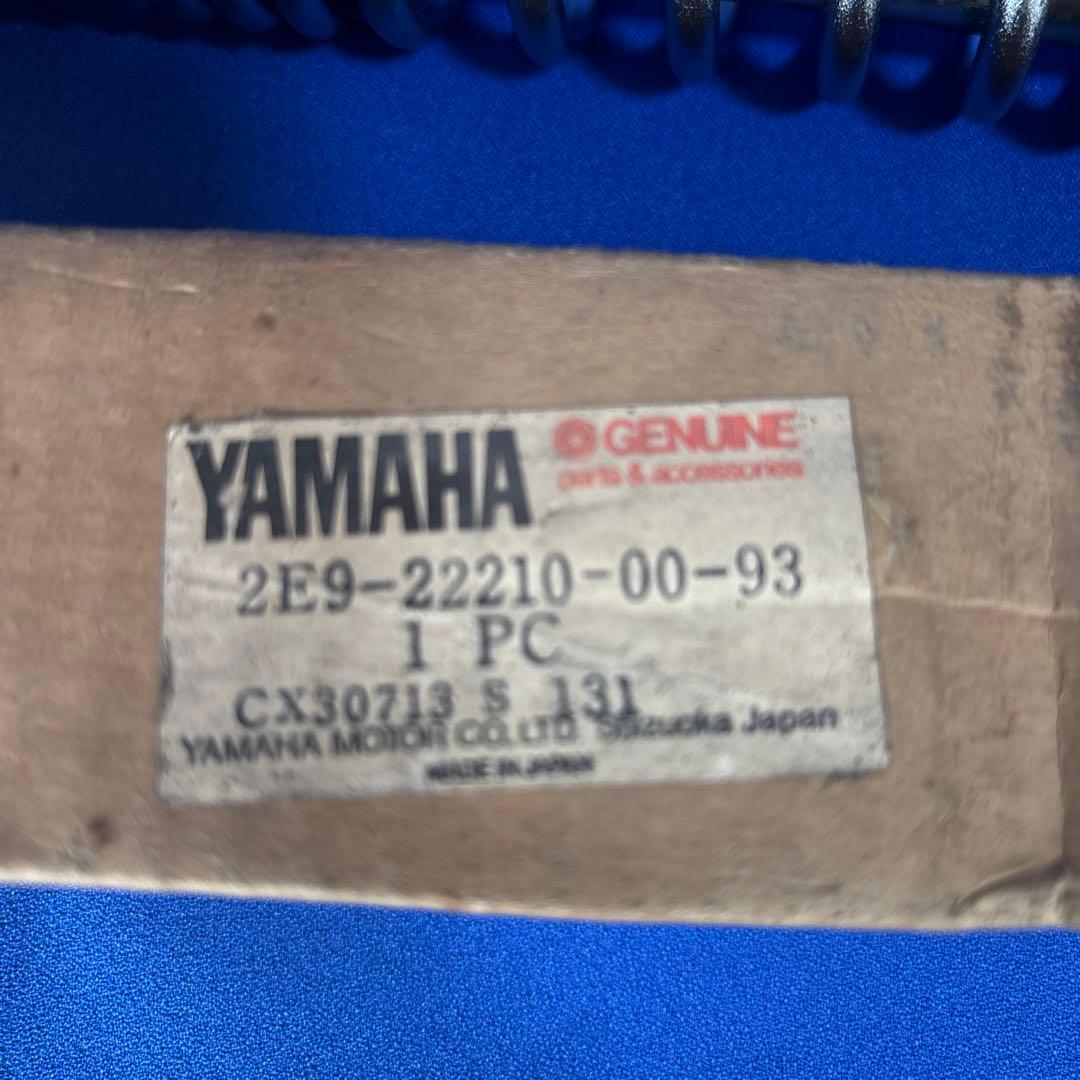 YAMAHA GENUINE
parts & accessories
2E9-22210-00-93
1 PC
CX30713 S 131
YAMAHA MOTOR CO. LTD. Shizuoka Japan
MADE IN JAPAN